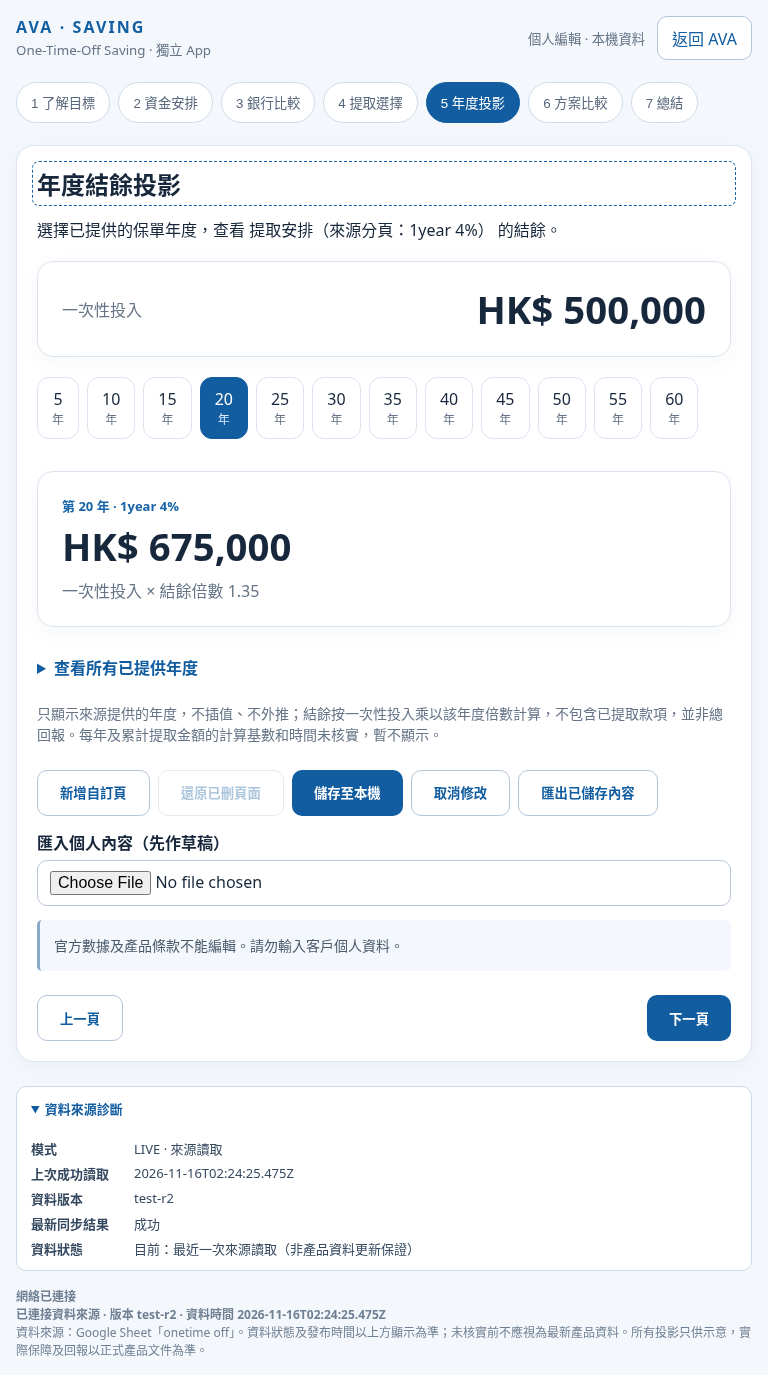 AVA · SAVING
One-Time-Off Saving · 獨立 App
個人編輯 · 本機資料
返回 AVA
1 了解目標
2 資金安排
3 銀行比較
4 提取選擇
5 年度投影
6 方案比較
7 總結
年度結餘投影
選擇已提供的保單年度，查看 提取安排（來源分頁：1year 4%） 的結餘。
一次性投入
HK$ 500,000
5 年
10 年
15 年
20 年
25 年
30 年
35 年
40 年
45 年
50 年
55 年
60 年
第 20 年 · 1year 4%
HK$ 675,000
一次性投入 × 結餘倍數 1.35
查看所有已提供年度
只顯示來源提供的年度，不插值、不外推；結餘按一次性投入乘以該年度倍數計算，不包含已提取款項，並非總
回報。每年及累計提取金額的計算基數和時間未核實，暫不顯示。
新增自訂頁
還原已刪頁面
儲存至本機
取消修改
匯出已儲存內容
匯入個人內容（先作草稿）
Choose File No file chosen
官方數據及產品條款不能編輯。請勿輸入客戶個人資料。
上一頁
下一頁
資料來源診斷
模式 LIVE · 來源讀取
上次成功讀取 2026-11-16T02:24:25.475Z
資料版本 test-r2
最新同步結果 成功
資料狀態 目前：最近一次來源讀取（非產品資料更新保證）
網絡已連接
已連接資料來源 · 版本 test-r2 · 資料時間 2026-11-16T02:24:25.475Z
資料來源：Google Sheet「onetime off」。資料狀態及發布時間以上方顯示為準；未核實前不應視為最新產品資料。所有投影只供示意，實
際保障及回報以正式產品文件為準。